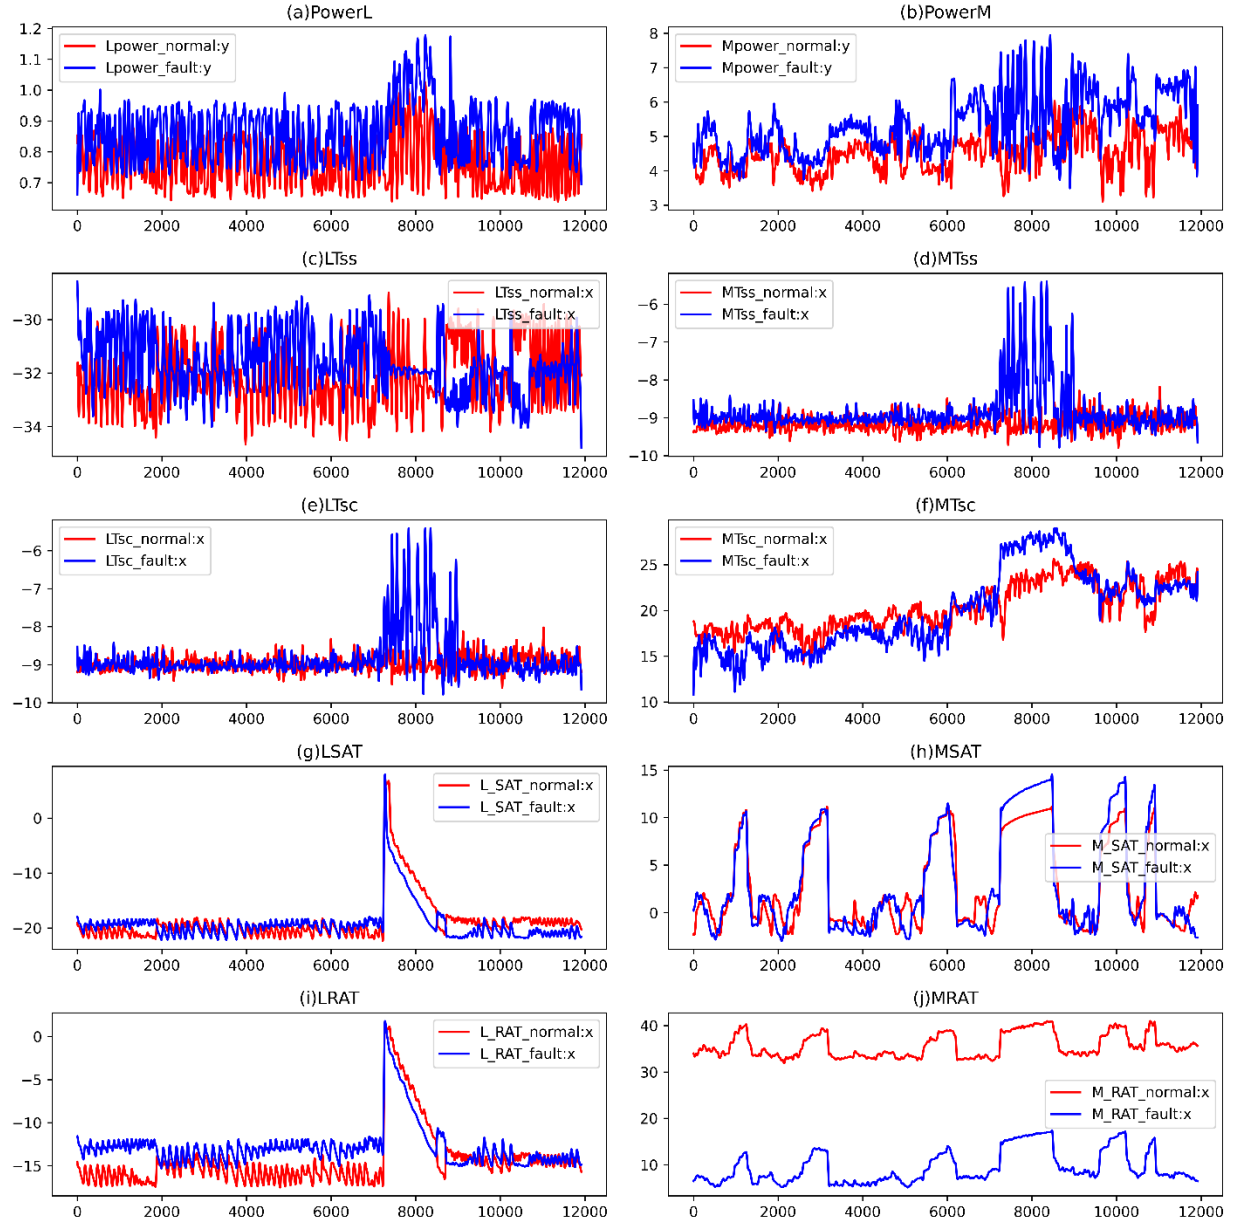 (a)PowerL
1.2
1.1
1.0
0.9
0.8
0.7
Lpower_normal:y
Lpower_fault:y
0 2000 4000 6000 8000 10000 12000
(b)PowerM
8
7
6
5
4
3
Mpower_normal:y
Mpower_fault:y
0 2000 4000 6000 8000 10000 12000
(c)LTss
−30
−32
−34
LTss_normal:x
LTss_fault:x
0 2000 4000 6000 8000 10000 12000
(d)MTss
−6
−7
−8
−9
−10
MTss_normal:x
MTss_fault:x
0 2000 4000 6000 8000 10000 12000
(e)LTsc
−6
−7
−8
−9
−10
LTsc_normal:x
LTsc_fault:x
0 2000 4000 6000 8000 10000 12000
(f)MTsc
25
20
15
10
MTsc_normal:x
MTsc_fault:x
0 2000 4000 6000 8000 10000 12000
(g)LSAT
0
−10
−20
L_SAT_normal:x
L_SAT_fault:x
0 2000 4000 6000 8000 10000 12000
(h)MSAT
15
10
5
0
M_SAT_normal:x
M_SAT_fault:x
0 2000 4000 6000 8000 10000 12000
(i)LRAT
0
−5
−10
−15
L_RAT_normal:x
L_RAT_fault:x
0 2000 4000 6000 8000 10000 12000
(j)MRAT
40
30
20
10
M_RAT_normal:x
M_RAT_fault:x
0 2000 4000 6000 8000 10000 12000